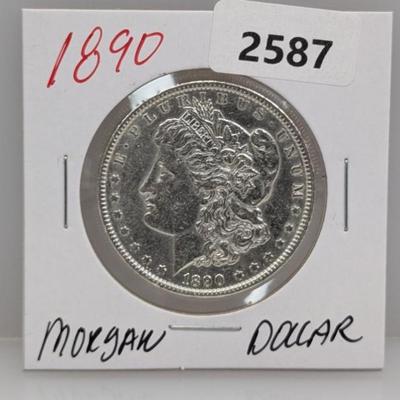 1890
2587
E·PLURIBUS·UNUM
LIBERTY
1890
MORGAN DOLLAR